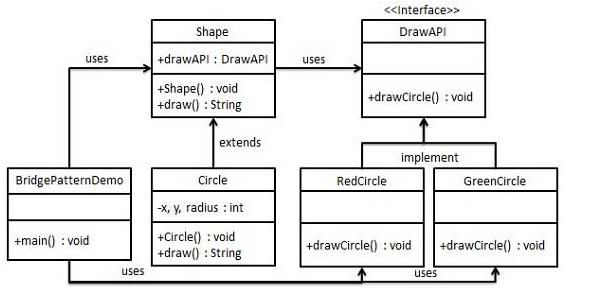 <<Interface>>
Shape
DrawAPI
+drawAPI : DrawAPI
uses
uses
+Shape() : void
+draw() : String
+drawCircle() : void
extends
implement
BridgePatternDemo
Circle
RedCircle
GreenCircle
-x, y, radius : int
+main() : void
+Circle() : void
+draw() : String
+drawCircle() : void
+drawCircle() : void
uses
uses